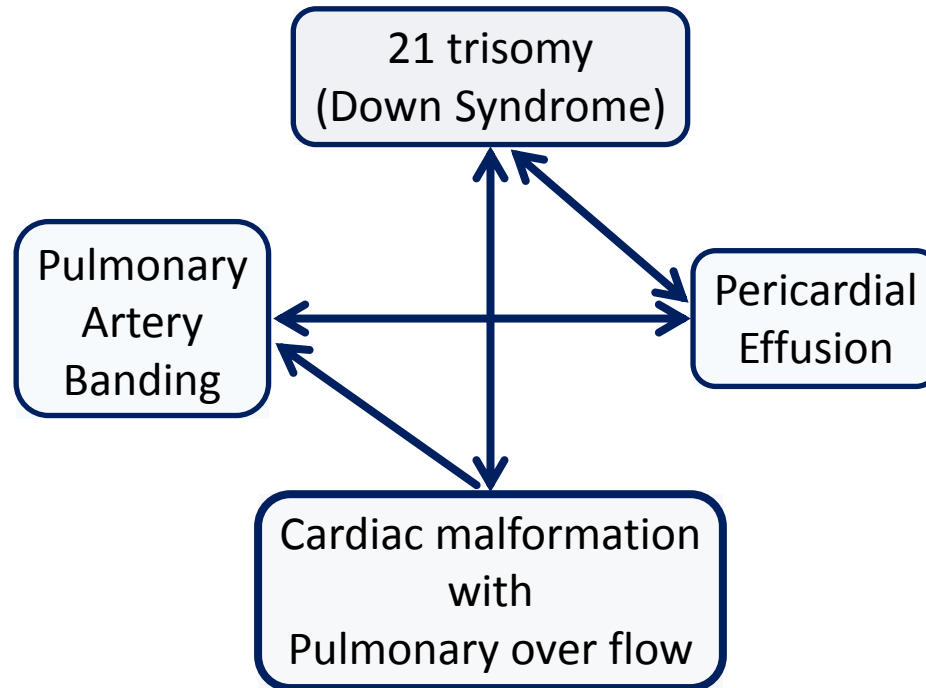 21 trisomy
(Down Syndrome)
Pulmonary
Artery
Banding
Pericardial
Effusion
Cardiac malformation
with
Pulmonary over flow